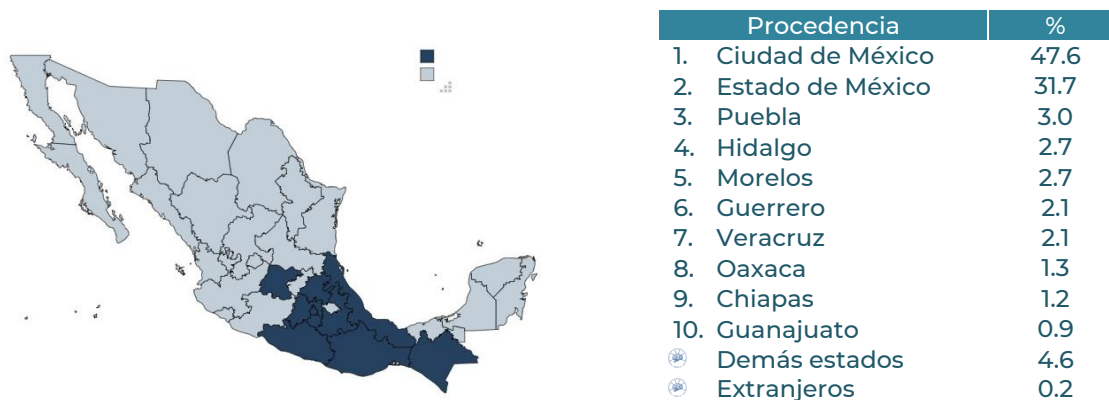 Procedencia %
1. Ciudad de México 47.6
2. Estado de México 31.7
3. Puebla 3.0
4. Hidalgo 2.7
5. Morelos 2.7
6. Guerrero 2.1
7. Veracruz 2.1
8. Oaxaca 1.3
9. Chiapas 1.2
10. Guanajuato 0.9
Demás estados 4.6
Extranjeros 0.2